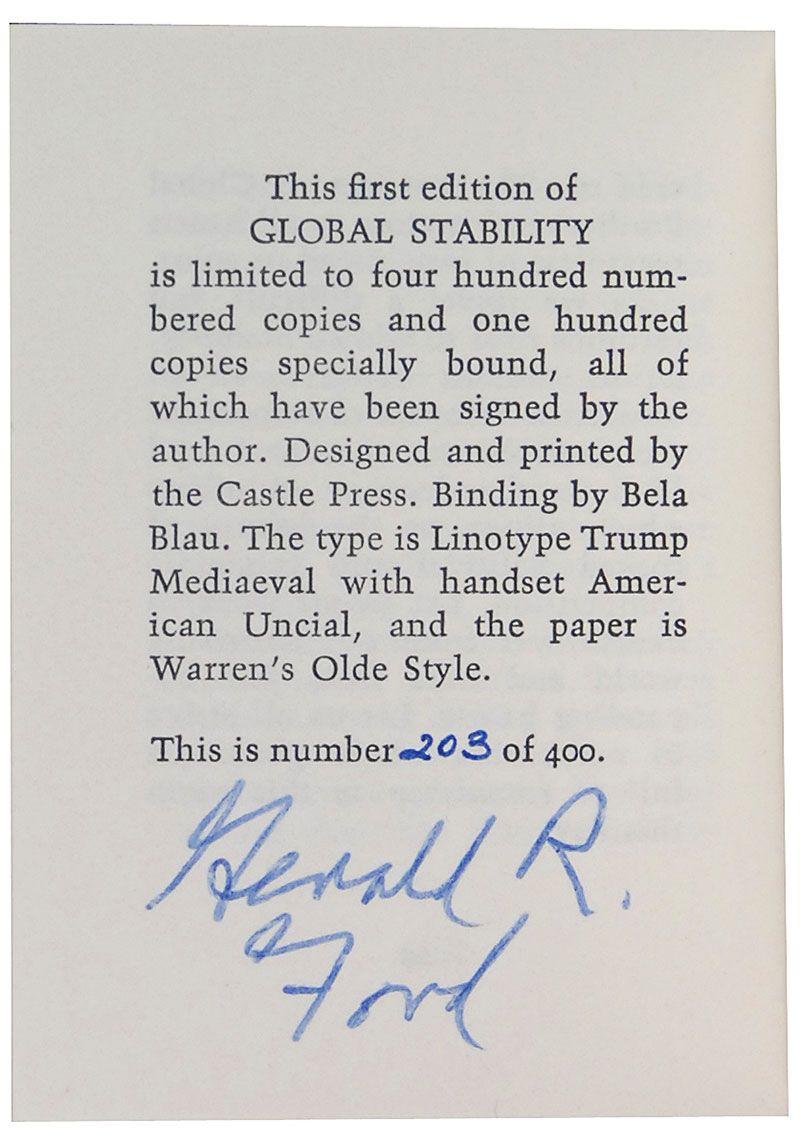 This first edition of
GLOBAL STABILITY
is limited to four hundred num-
bered copies and one hundred
copies specially bound, all of
which have been signed by the
author. Designed and printed by
the Castle Press. Binding by Bela
Blau. The type is Linotype Trump
Mediaeval with handset Amer-
ican Uncial, and the paper is
Warren's Olde Style.
This is number 203 of 400.
Gerald R.
Ford